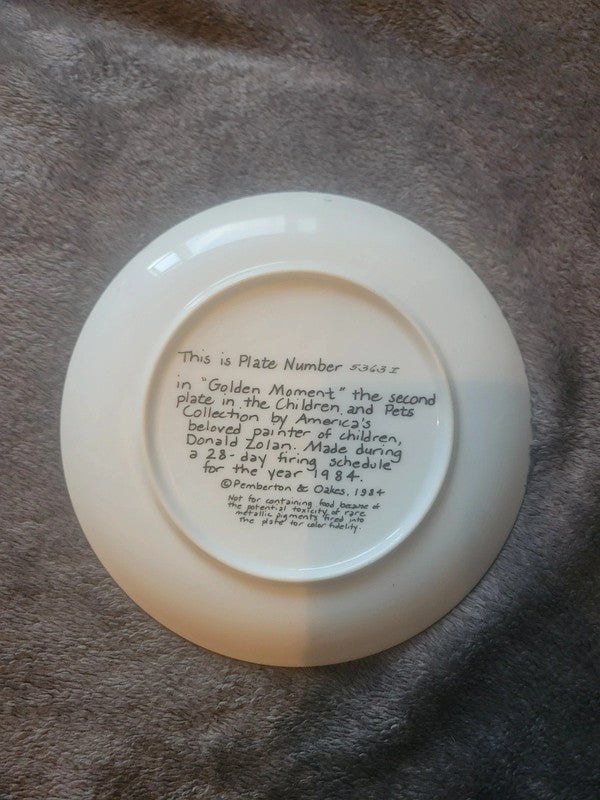 This is Plate Number 5363I
in "Golden Moment" the second
plate in the Children and Pets
Collection by America's
beloved painter of children,
Donald Zolan. Made during
a 28-day firing schedule
for the year 1984.
©Pemberton & Oakes, 1984
Not for containing food because of
the potential toxicity of rare
metallic pigments fired into
the plate for color fidelity.